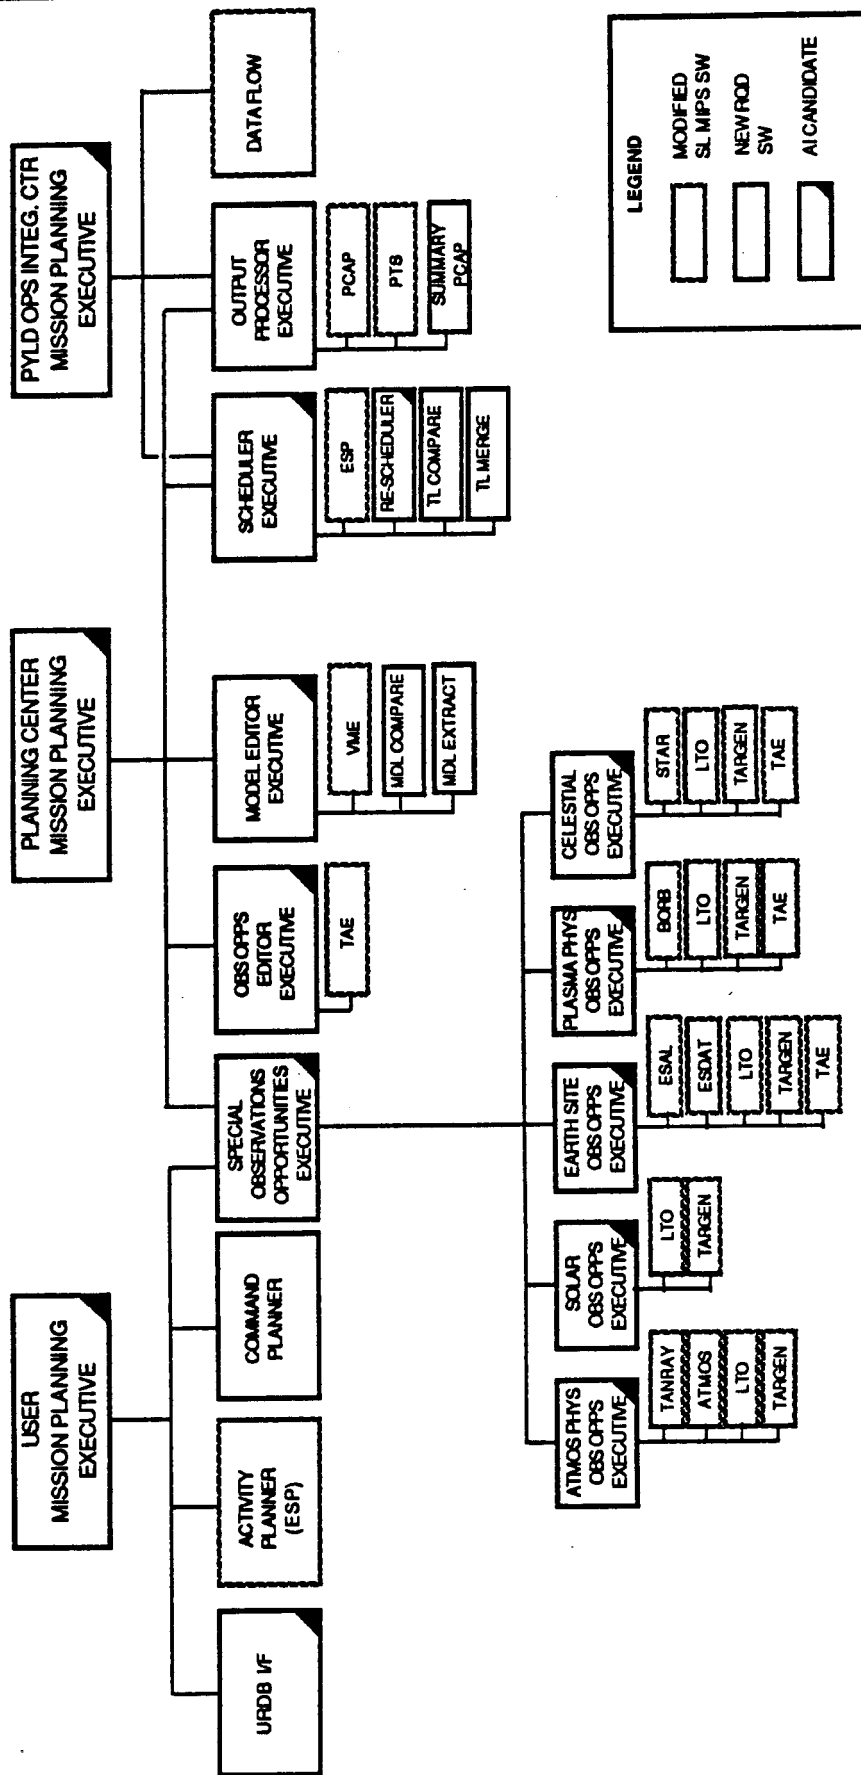 USER
MISSION PLANNING
EXECUTIVE
PLANNING CENTER
MISSION PLANNING
EXECUTIVE
PYLD OPS INTEG. CTR
MISSION PLANNING
EXECUTIVE
URDB I/F
ACTIVITY
PLANNER
(ESP)
COMMAND
PLANNER
SPECIAL
OBSERVATIONS
OPPORTUNITIES
EXECUTIVE
OBS OPPS
EDITOR
EXECUTIVE
TAE
MODEL EDITOR
EXECUTIVE
VME
MDL COMPARE
MDL EXTRACT
SCHEDULER
EXECUTIVE
ESP
RE-SCHEDULER
TL COMPARE
TL MERGE
OUTPUT
PROCESSOR
EXECUTIVE
PCAP
PTS
SUMMARY
PCAP
DATA FLOW
ATMOS PHYS
OBS OPPS
EXECUTIVE
TANRAY
ATMOS
LTO
TARGEN
SOLAR
OBS OPPS
EXECUTIVE
LTO
TARGEN
EARTH SITE
OBS OPPS
EXECUTIVE
ESAL
ESDAT
LTO
TARGEN
TAE
PLASMA PHYS
OBS OPPS
EXECUTIVE
BORB
LTO
TARGEN
TAE
CELESTIAL
OBS OPPS
EXECUTIVE
STAR
LTO
TARGEN
TAE
LEGEND
MODIFIED
SL MIPS SW
NEW RQD
SW
AI CANDIDATE